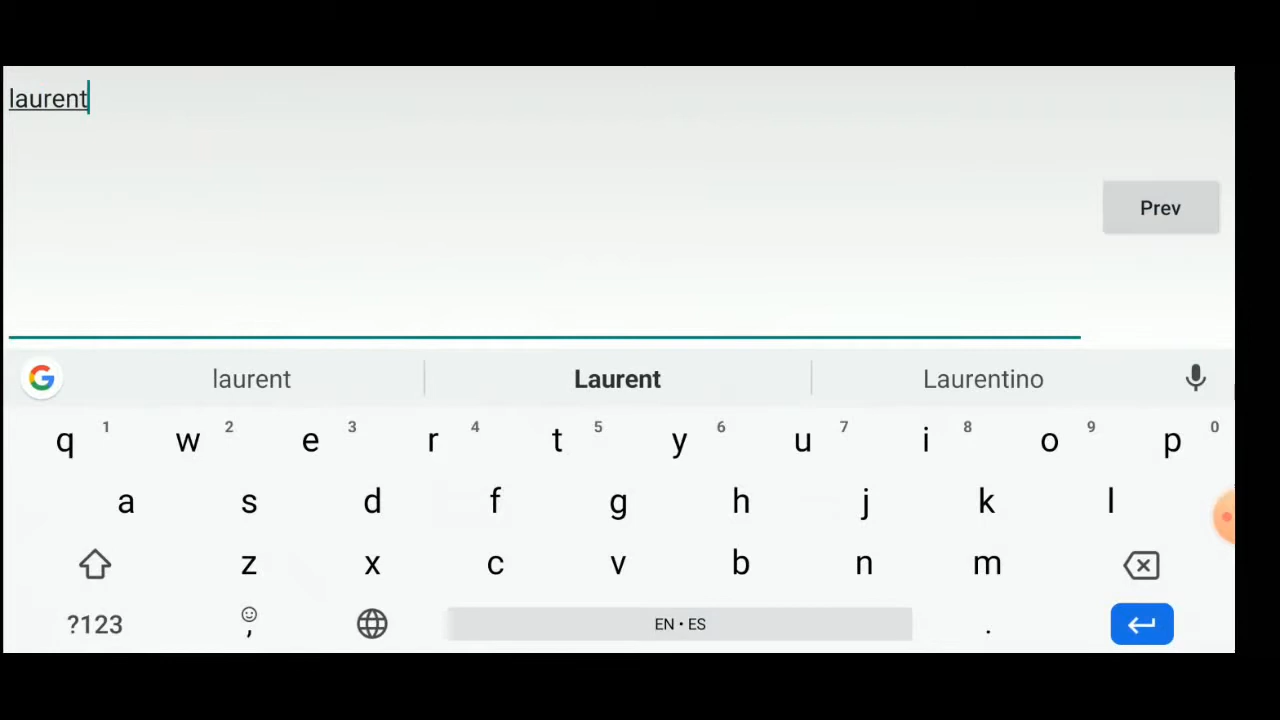 laurent
Prev
laurent Laurent Laurentino
q 1 w 2 e 3 r 4 t 5 y 6 u 7 i 8 o 9 p 0
a s d f g h j k l
z x c v b n m
?123 , EN • ES .